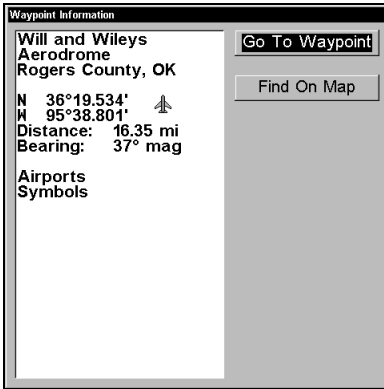 Waypoint Information
Will and Wileys
Aerodrome
Rogers County, OK
N 36°19.534'
W 95°38.801'
Distance: 16.35 mi
Bearing: 37° mag
Airports
Symbols
Go To Waypoint
Find On Map